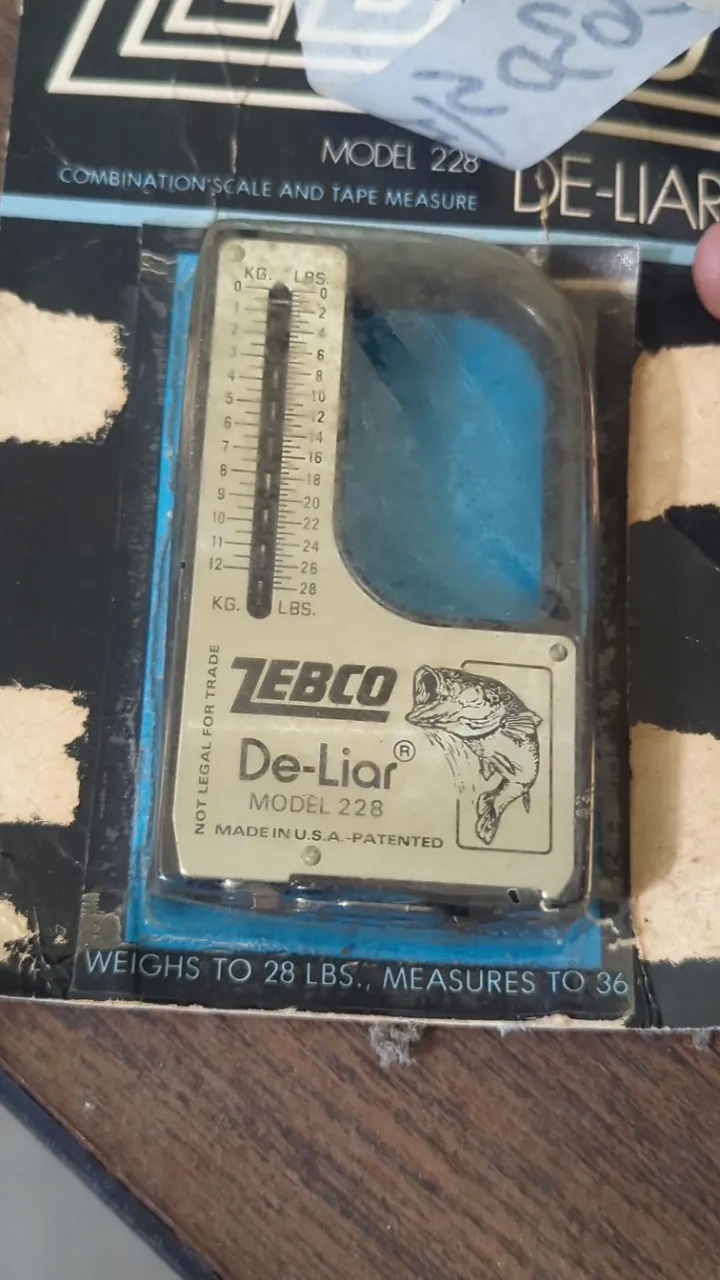 MODEL 228
DE-LIAR
COMBINATION SCALE AND TAPE MEASURE
KG. LBS.
0 0
1 2
2 4
3 6
4 8
5 10
6 12
7 14
8 16
9 18
10 20
11 22
12 24
26
28
KG. LBS.
NOT LEGAL FOR TRADE
ZEBCO
De-Liar®
MODEL 228
MADE IN U.S.A.-PATENTED
WEIGHS TO 28 LBS., MEASURES TO 36